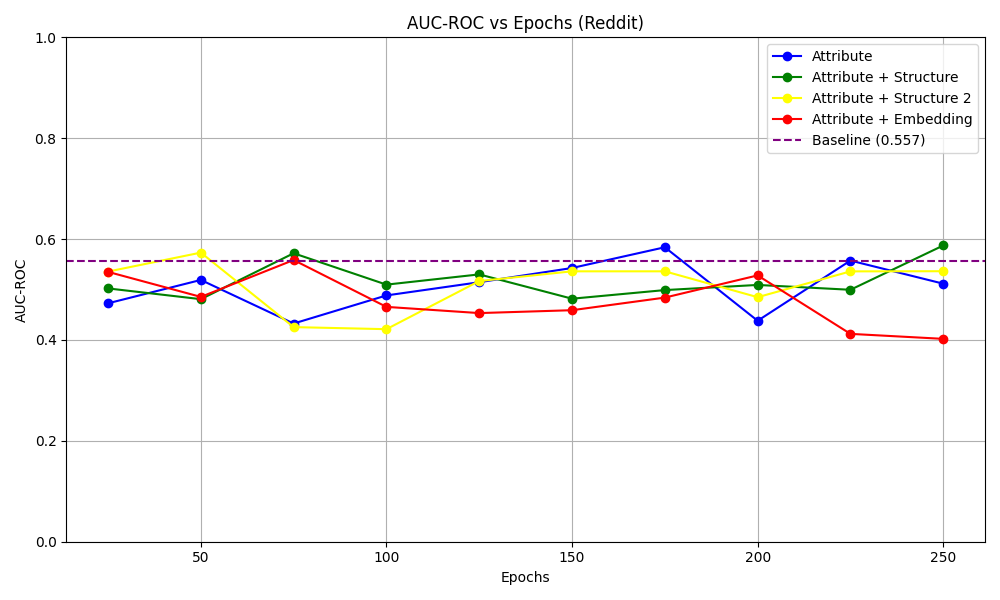 AUC-ROC vs Epochs (Reddit)
Attribute
Attribute + Structure
Attribute + Structure 2
Attribute + Embedding
Baseline (0.557)
AUC-ROC
1.0
0.8
0.6
0.4
0.2
0.0
50
100
150
200
250
Epochs